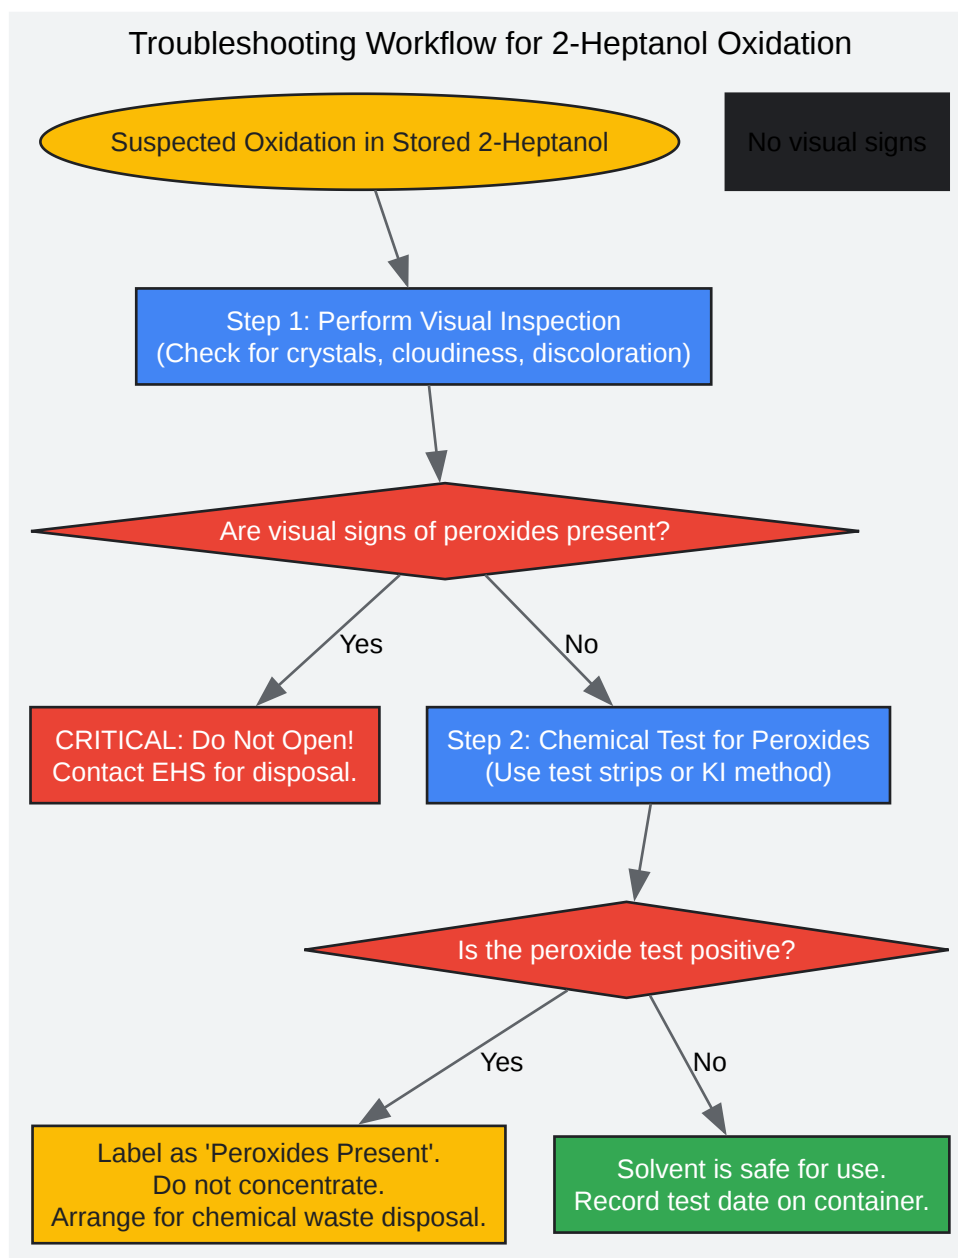 Troubleshooting Workflow for 2-Heptanol Oxidation
Suspected Oxidation in Stored 2-Heptanol
No visual signs
Step 1: Perform Visual Inspection
(Check for crystals, cloudiness, discoloration)
Are visual signs of peroxides present?
Yes
No
CRITICAL: Do Not Open!
Contact EHS for disposal.
Step 2: Chemical Test for Peroxides
(Use test strips or KI method)
Is the peroxide test positive?
Yes
No
Label as 'Peroxides Present'.
Do not concentrate.
Arrange for chemical waste disposal.
Solvent is safe for use.
Record test date on container.